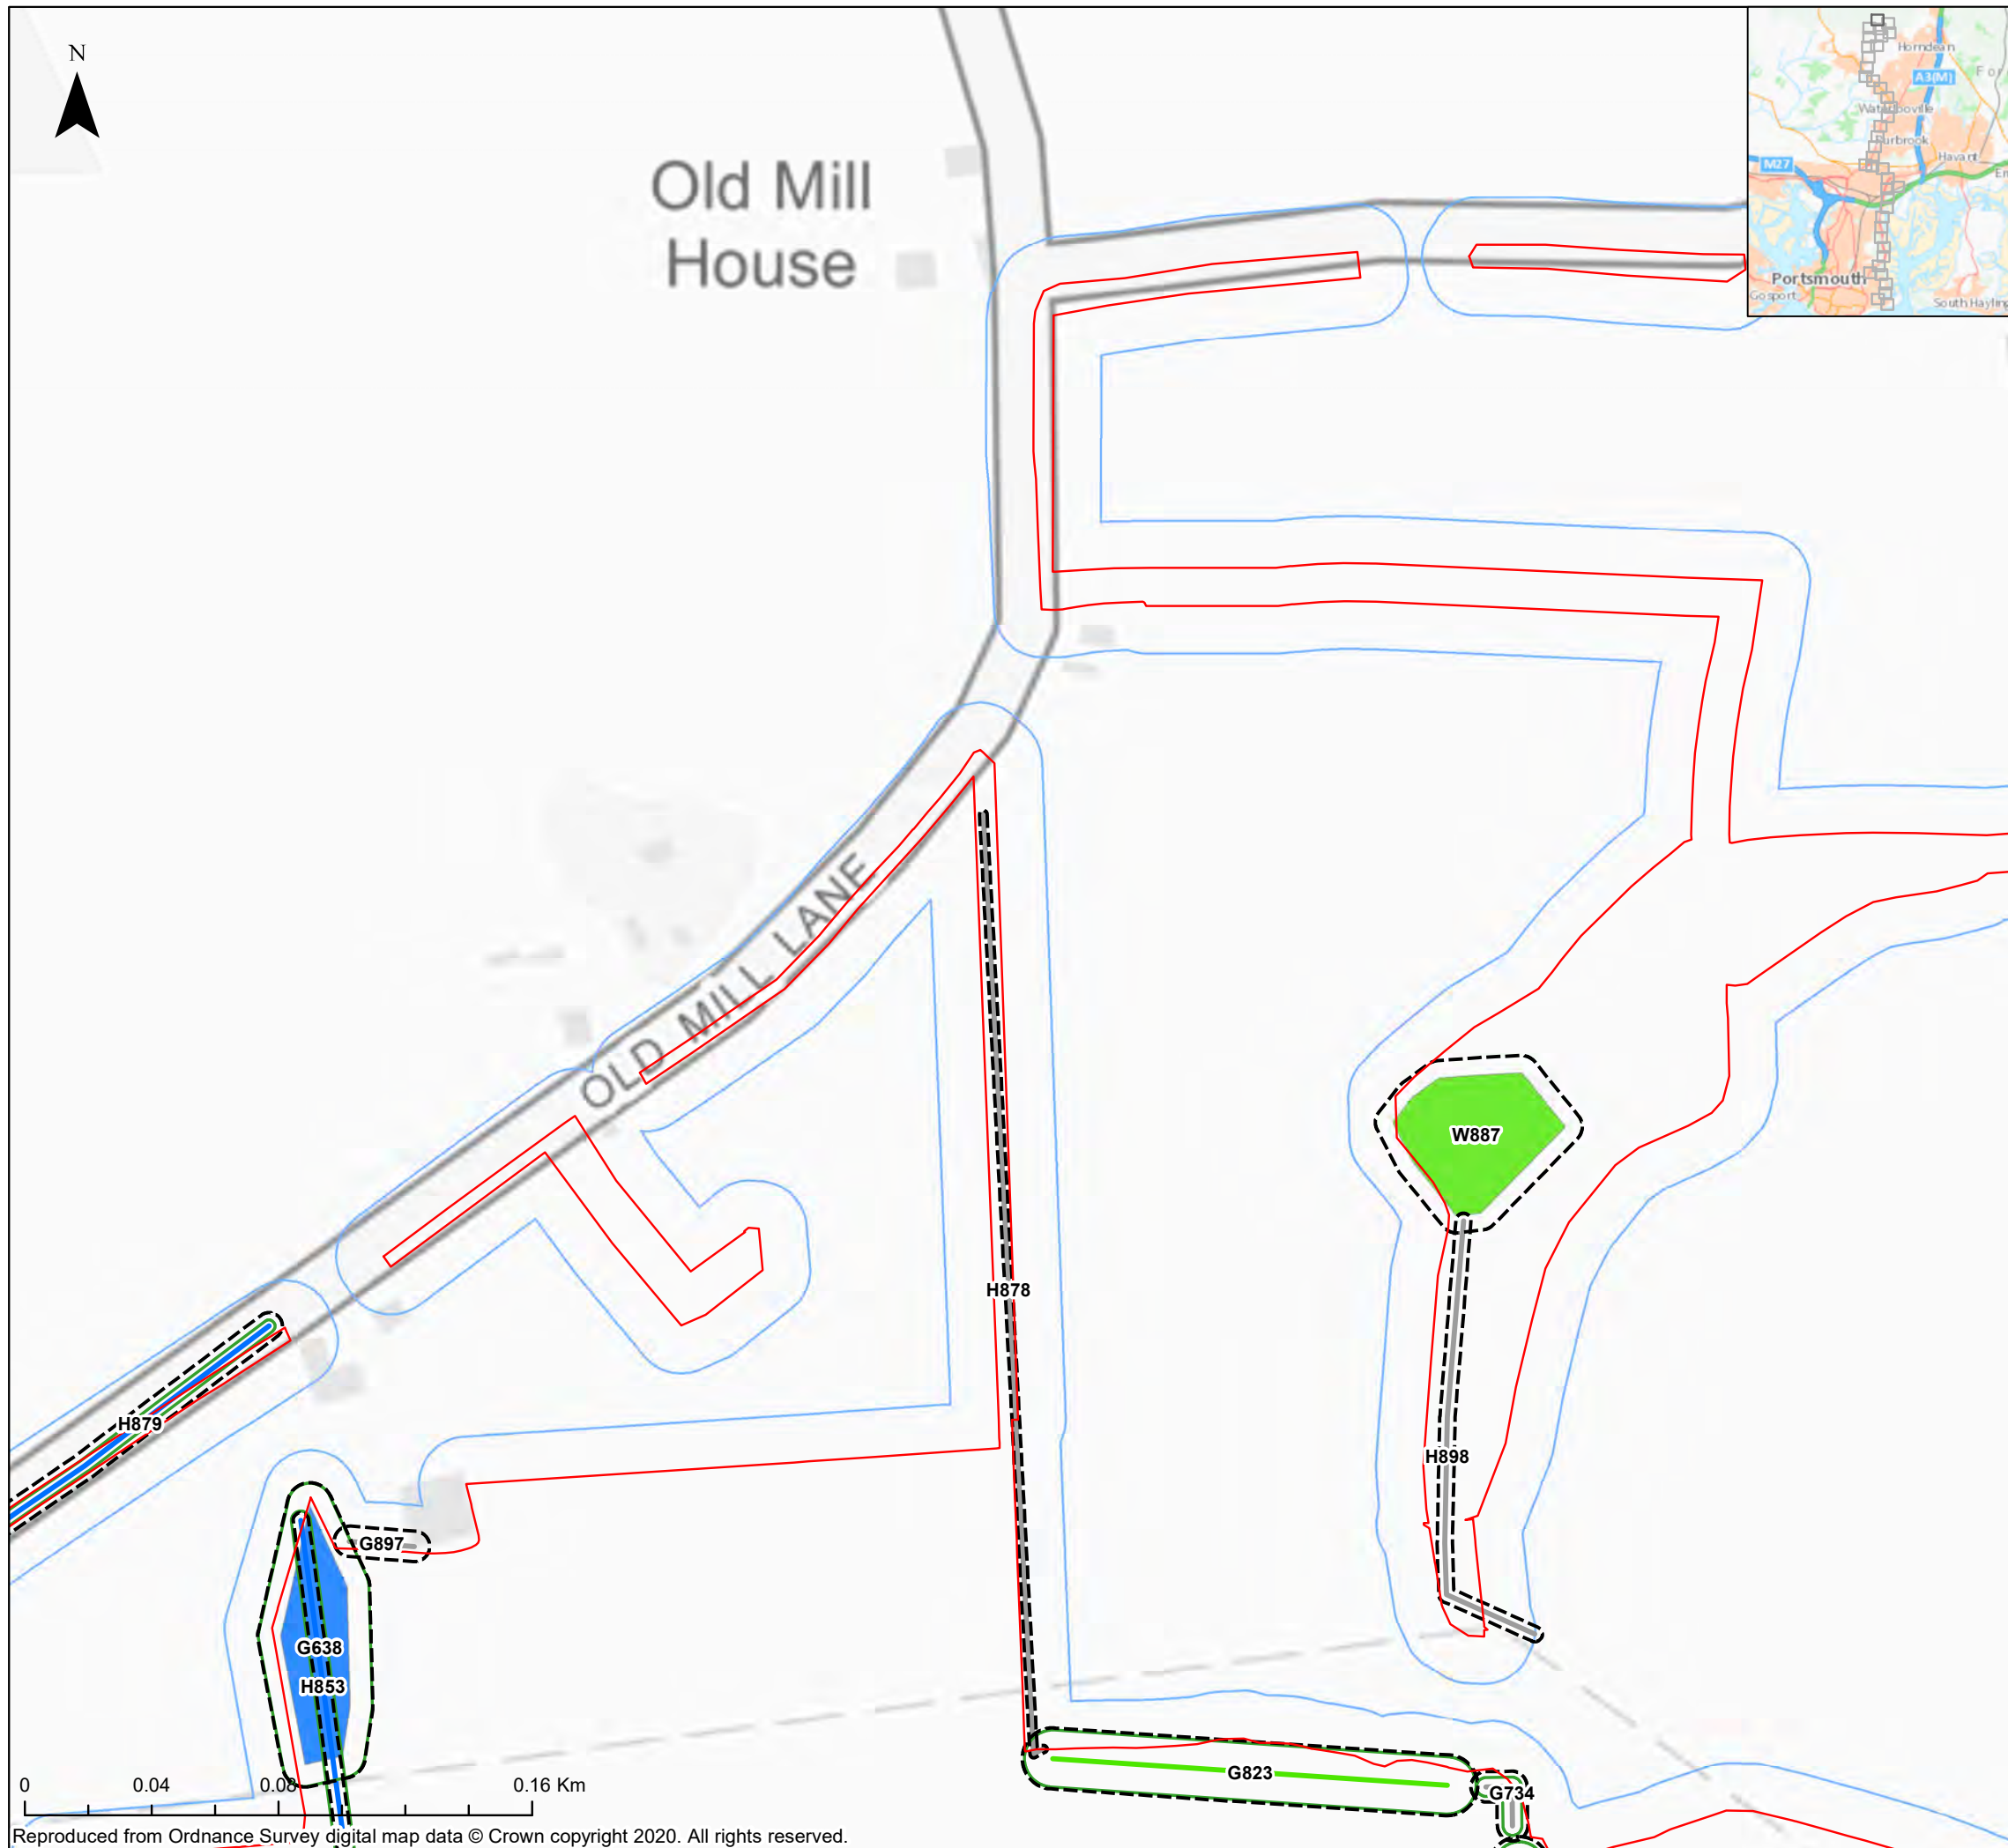 N
Old Mill
House
Horndean
A3(M)
Waterlooville
Purbrook
Havant
M27
Portsmouth
Gosport
South Hayling
OLD MILL LANE
W887
H878
H879
H898
G897
G638
H853
G823
G734
0 0.04 0.08 0.16 Km
Reproduced from Ordnance Survey digital map data © Crown copyright 2020. All rights reserved.